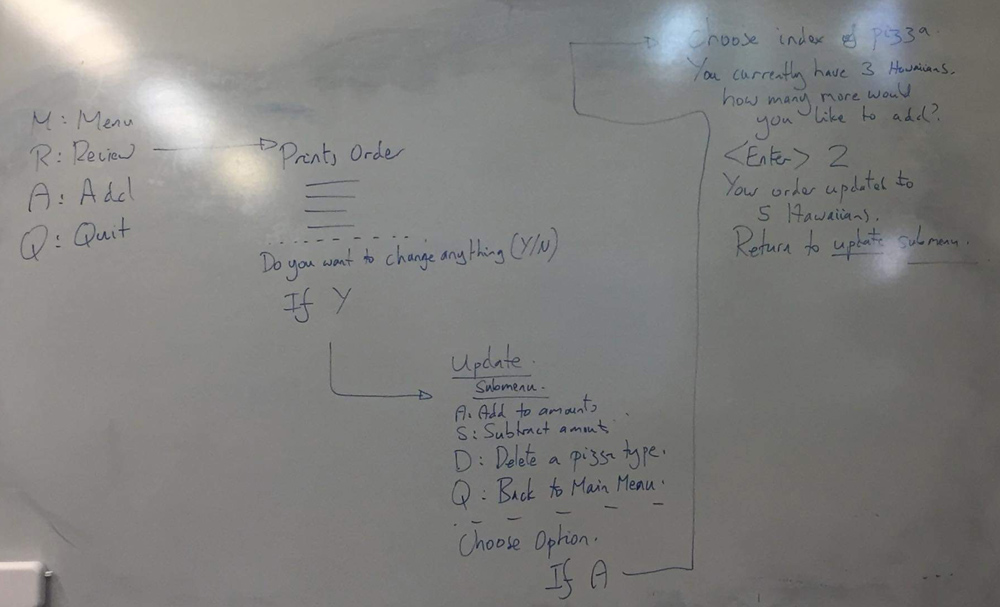 M: Menu
R: Review
A: Add
Q: Quit
Prints Order
Do you want to change anything (Y/N)
If Y
Update.
Submenu.
A: Add to amounts
S: Subtract amount
D: Delete a pizza type.
Q: Back to Main Menu.
Choose Option.
If A
Choose index of pizza.
You currently have 3 Hawaiians.
how many more would
you like to add?
<Enter> 2
Your order updates to
5 Hawaiians.
Return to update submenu.